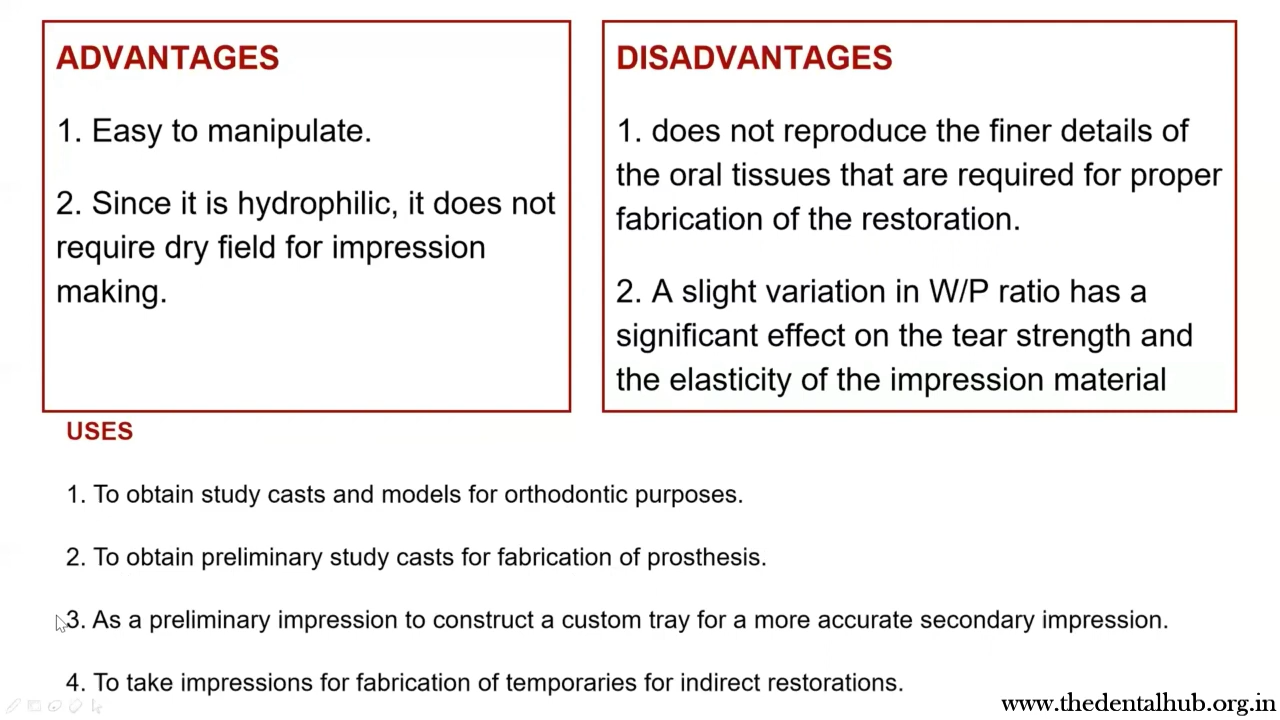 ADVANTAGES
1. Easy to manipulate.
2. Since it is hydrophilic, it does not
require dry field for impression
making.
DISADVANTAGES
1. does not reproduce the finer details of
the oral tissues that are required for proper
fabrication of the restoration.
2. A slight variation in W/P ratio has a
significant effect on the tear strength and
the elasticity of the impression material
USES
1. To obtain study casts and models for orthodontic purposes.
2. To obtain preliminary study casts for fabrication of prosthesis.
3. As a preliminary impression to construct a custom tray for a more accurate secondary impression.
4. To take impressions for fabrication of temporaries for indirect restorations.
www.thedentalhub.org.in